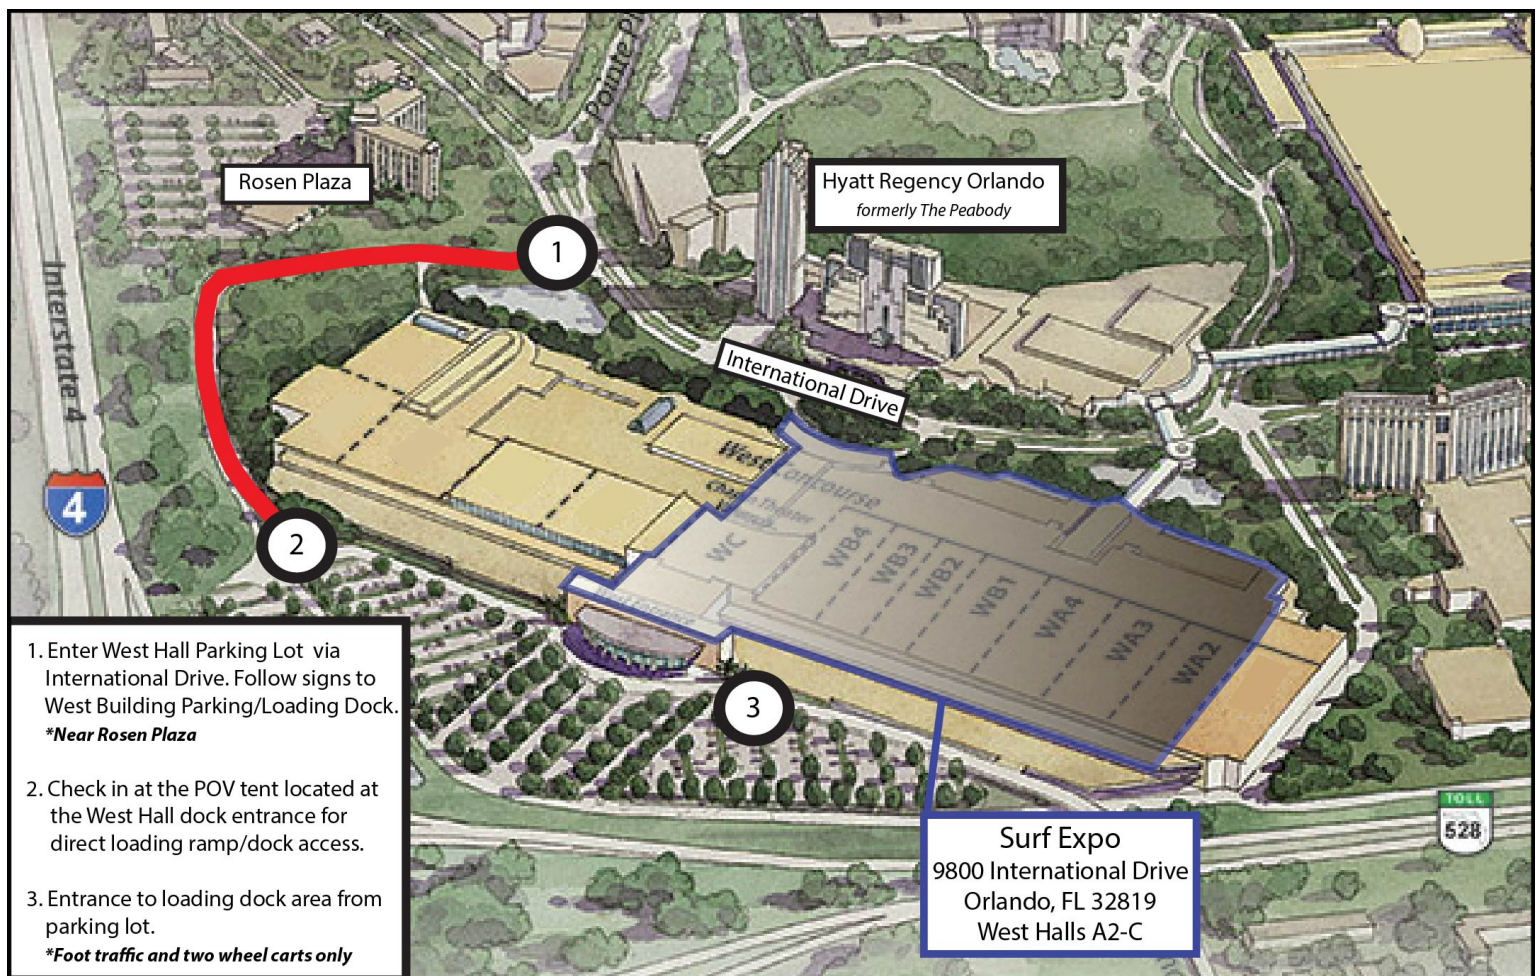 Pointe Pl
Rosen Plaza
Hyatt Regency Orlando
formerly The Peabody
1
Interstate 4
International Drive
4
West
Concourse
WC
WB4
WB3
WB2
WB1
WA4
WA3
WA2
2
3
1. Enter West Hall Parking Lot via
International Drive. Follow signs to
West Building Parking/Loading Dock.
*Near Rosen Plaza
2. Check in at the POV tent located at
the West Hall dock entrance for
direct loading ramp/dock access.
3. Entrance to loading dock area from
parking lot.
*Foot traffic and two wheel carts only
Surf Expo
9800 International Drive
Orlando, FL 32819
West Halls A2-C
TOLL
528